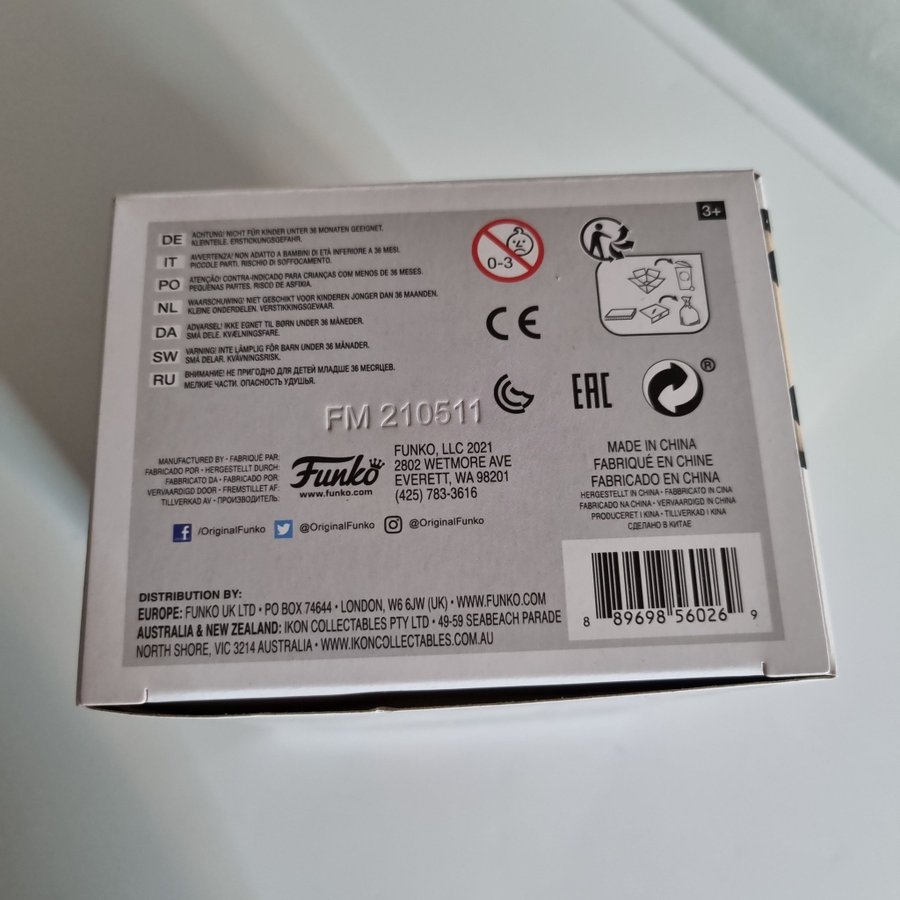 3+
DE ACHTUNG! NICHT FÜR KINDER UNTER 36 MONATEN GEEIGNET.
KLEINTEILE. ERSTICKUNGSGEFAHR.
IT AVVERTENZA! NON ADATTO A BAMBINI DI ETÀ INFERIORE A 36 MESI.
PICCOLE PARTI. RISCHIO DI SOFFOCAMENTO.
PO ATENÇÃO! CONTRA-INDICADO PARA CRIANÇAS COM MENOS DE 36 MESES.
PEQUENAS PARTES. RISCO DE ASFIXIA.
NL WAARSCHUWING! NIET GESCHIKT VOOR KINDEREN JONGER DAN 36 MAANDEN.
KLEINE ONDERDELEN. VERSTIKKINGSGEVAAR.
DA ADVARSEL! IKKE EGNET TIL BØRN UNDER 36 MÅNEDER.
SMÅ DELE. KVÆLNINGSFARE.
SW VARNING! INTE LÄMPLIG FÖR BARN UNDER 36 MÅNADER.
SMÅ DELAR. KVÄVNINGSRISK.
RU ВНИМАНИЕ! НЕ ПРИГОДНО ДЛЯ ДЕТЕЙ МЛАДШЕ 36 МЕСЯЦЕВ.
МЕЛКИЕ ЧАСТИ. ОПАСНОСТЬ УДУШЬЯ.
0-3
CE
EAC
®
FM 210511
MANUFACTURED BY • FABRIQUÉ PAR:
FABRICADO POR • HERGESTELLT DURCH:
FABBRICATO DA • FABRICADO POR:
VERVAARDIGD DOOR • FREMSTILLET AF:
TILLVERKAD AV • ПРОИЗВОДИТЕЛЬ:
Funko
www.funko.com
FUNKO, LLC 2021
2802 WETMORE AVE
EVERETT, WA 98201
(425) 783-3616
MADE IN CHINA
FABRIQUÉ EN CHINE
FABRICADO EN CHINA
HERGESTELLT IN CHINA • FABBRICATO IN CINA
FABRICADO NA CHINA • VERVAARDIGD IN CHINA
PRODUCERET I KINA • TILLVERKAD I KINA
СДЕЛАНО В КИТАЕ
f /OriginalFunko @OriginalFunko @OriginalFunko
DISTRIBUTION BY:
EUROPE: FUNKO UK LTD • PO BOX 74644 • LONDON, W6 6JW (UK) • WWW.FUNKO.COM
AUSTRALIA & NEW ZEALAND: IKON COLLECTABLES PTY LTD • 49-59 SEABEACH PARADE
NORTH SHORE, VIC 3214 AUSTRALIA • WWW.IKONCOLLECTABLES.COM.AU
8 89698 56026 9